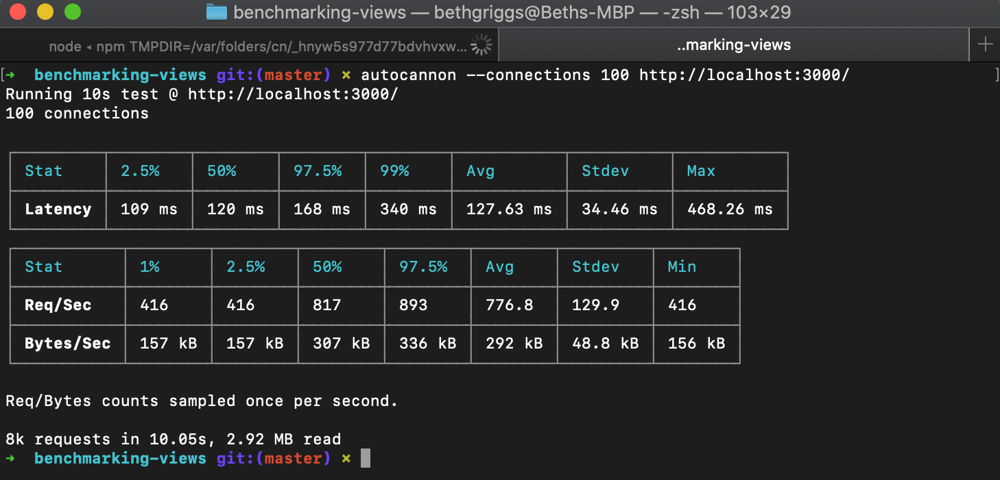 benchmarking-views — bethgriggs@Beths-MBP — -zsh — 103×29
node ◂ npm TMPDIR=/var/folders/cn/_hnyw5s977d77bdvhvxw... ..marking-views +
[➜ benchmarking-views git:(master) ✗ autocannon --connections 100 http://localhost:3000/ ]
Running 10s test @ http://localhost:3000/
100 connections
Stat 2.5% 50% 97.5% 99% Avg Stdev Max
Latency 109 ms 120 ms 168 ms 340 ms 127.63 ms 34.46 ms 468.26 ms
Stat 1% 2.5% 50% 97.5% Avg Stdev Min
Req/Sec 416 416 817 893 776.8 129.9 416
Bytes/Sec 157 kB 157 kB 307 kB 336 kB 292 kB 48.8 kB 156 kB
Req/Bytes counts sampled once per second.
8k requests in 10.05s, 2.92 MB read
➜ benchmarking-views git:(master) ✗